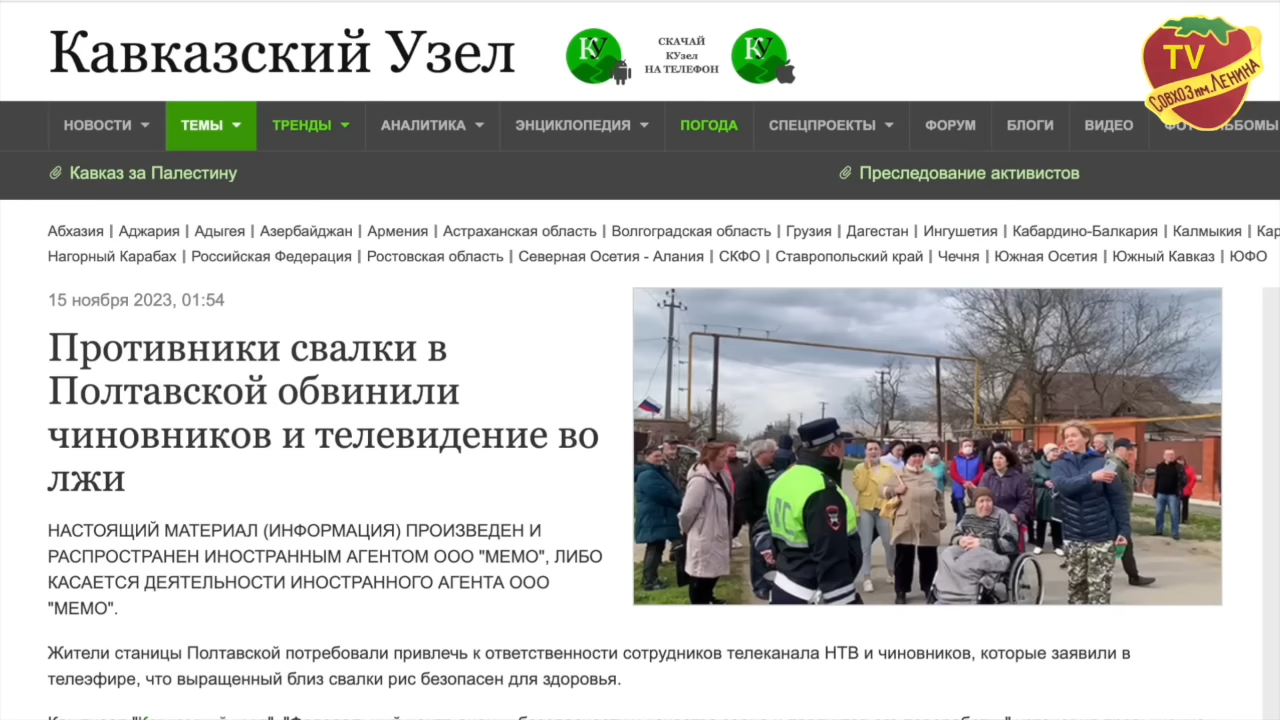 Кавказский Узел
КУ
СКАЧАЙ
КУзел
НА ТЕЛЕФОН
КУ
TV
СОВХОЗ им. ЛЕНИНА
НОВОСТИ
ТЕМЫ
ТРЕНДЫ
АНАЛИТИКА
ЭНЦИКЛОПЕДИЯ
ПОГОДА
СПЕЦПРОЕКТЫ
ФОРУМ
БЛОГИ
ВИДЕО
Кавказ за Палестину
Преследование активистов
Абхазия | Аджария | Адыгея | Азербайджан | Армения | Астраханская область | Волгоградская область | Грузия | Дагестан | Ингушетия | Кабардино-Балкария | Калмыкия |
Нагорный Карабах | Российская Федерация | Ростовская область | Северная Осетия - Алания | СКФО | Ставропольский край | Чечня | Южная Осетия | Южный Кавказ | ЮФО
15 ноября 2023, 01:54
Противники свалки в
Полтавской обвинили
чиновников и телевидение во
лжи
НАСТОЯЩИЙ МАТЕРИАЛ (ИНФОРМАЦИЯ) ПРОИЗВЕДЕН И
РАСПРОСТРАНЕН ИНОСТРАННЫМ АГЕНТОМ ООО "МЕМО", ЛИБО
КАСАЕТСЯ ДЕЯТЕЛЬНОСТИ ИНОСТРАННОГО АГЕНТА ООО
"МЕМО".
Жители станицы Полтавской потребовали привлечь к ответственности сотрудников телеканала НТВ и чиновников, которые заявили в
телеэфире, что выращенный близ свалки рис безопасен для здоровья.